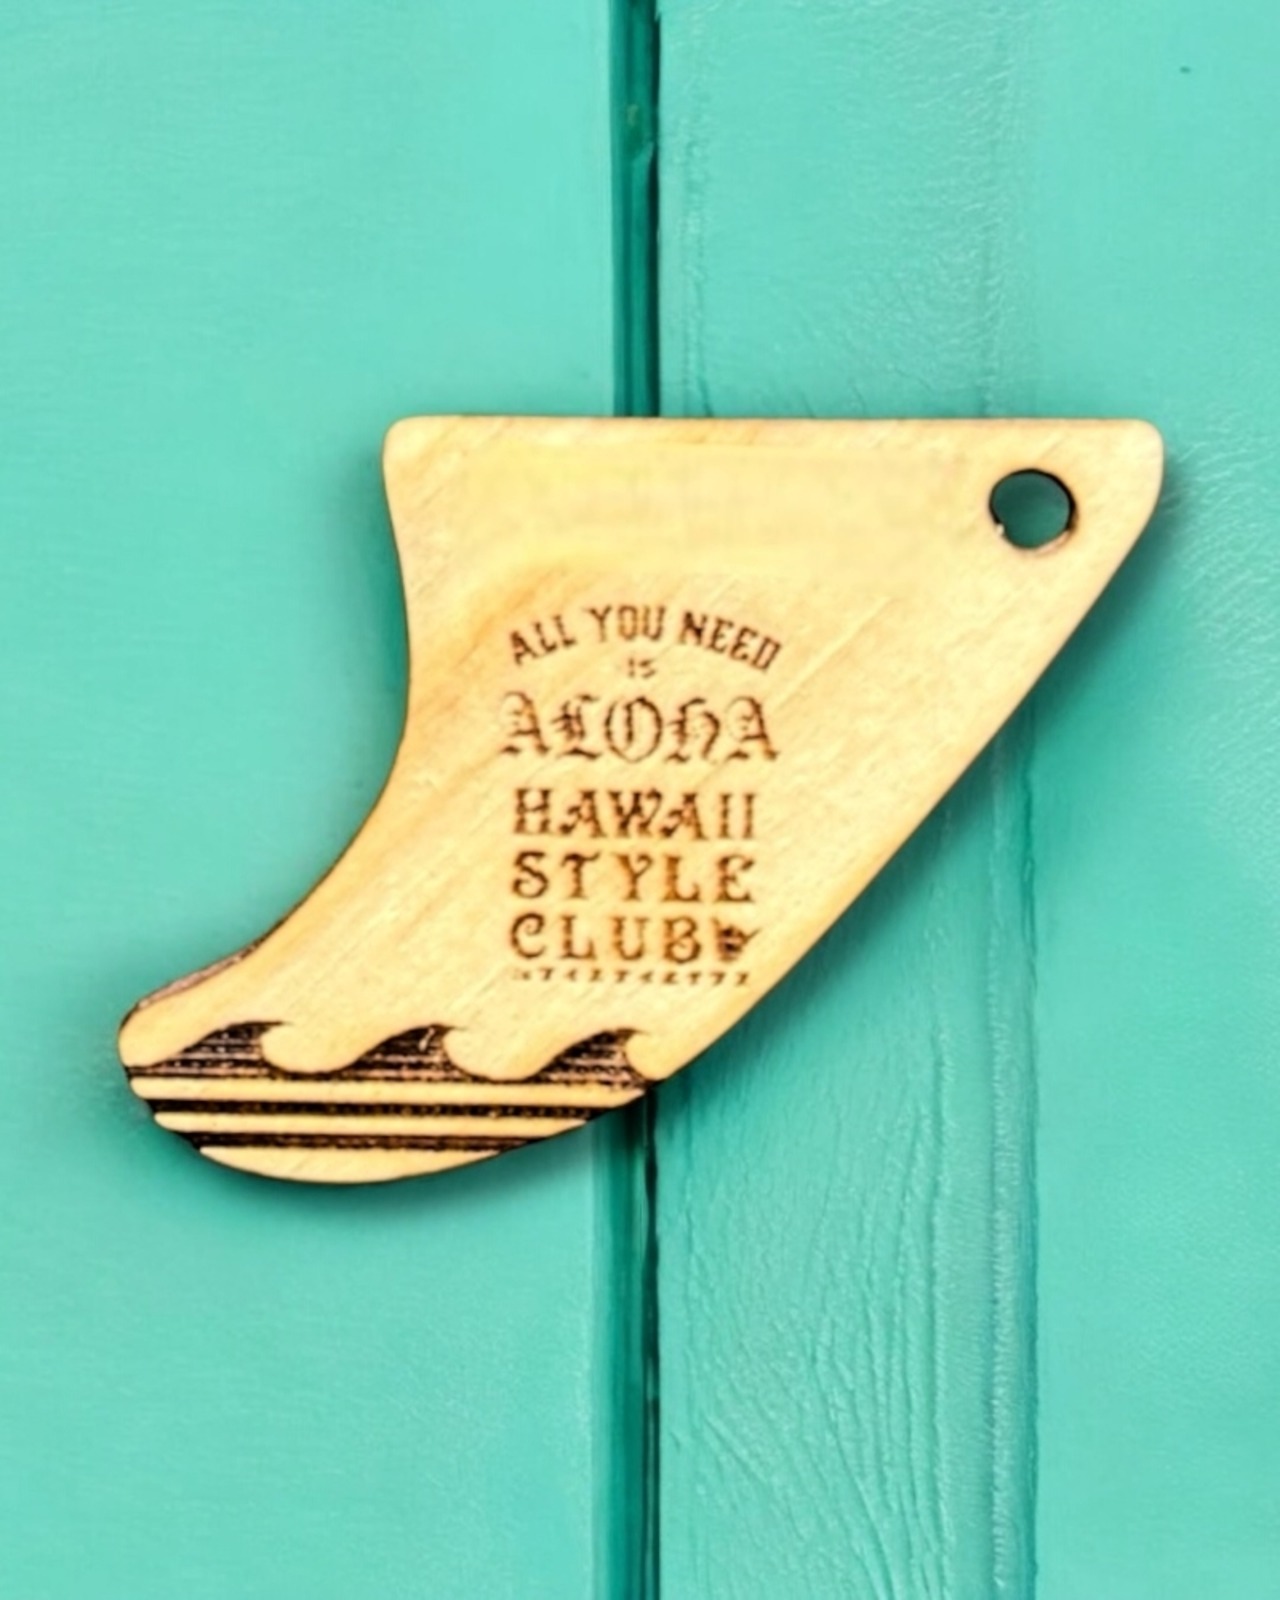 ALL YOU NEED
IS
ALOHA
HAWAII
STYLE
CLUB